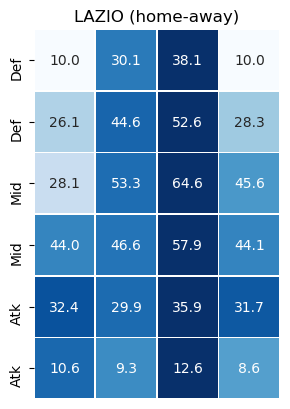 LAZIO (home-away)
Def 10.0 30.1 38.1 10.0
Def 26.1 44.6 52.6 28.3
Mid 28.1 53.3 64.6 45.6
Mid 44.0 46.6 57.9 44.1
Atk 32.4 29.9 35.9 31.7
Atk 10.6 9.3 12.6 8.6